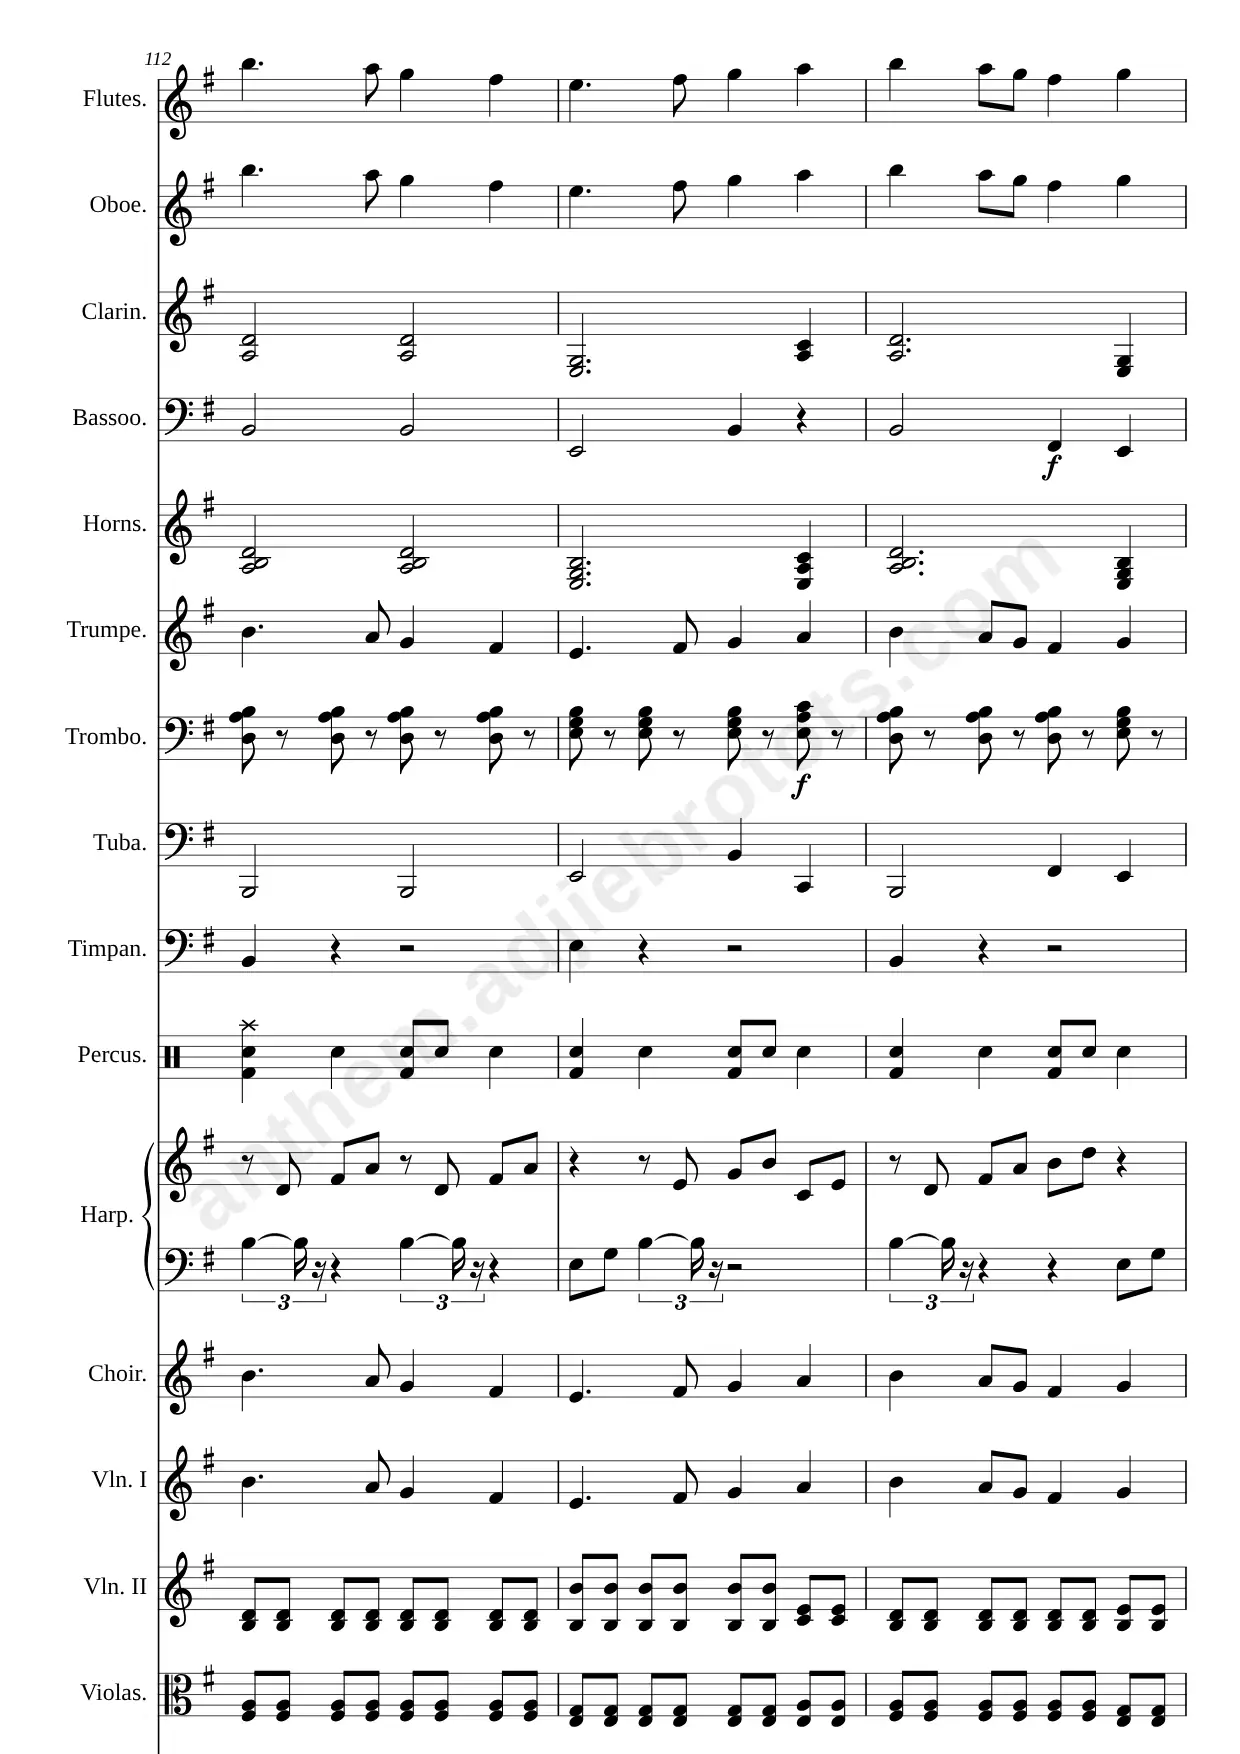 112
Flutes.
Oboe.
Clarin.
Bassoo.
f
Horns.
Trumpe.
Trombo.
f
Tuba.
Timpan.
Percus.
Harp.
3 3 3 3
Choir.
Vln. I
Vln. II
Violas.
anthem.adjiebrotots.com